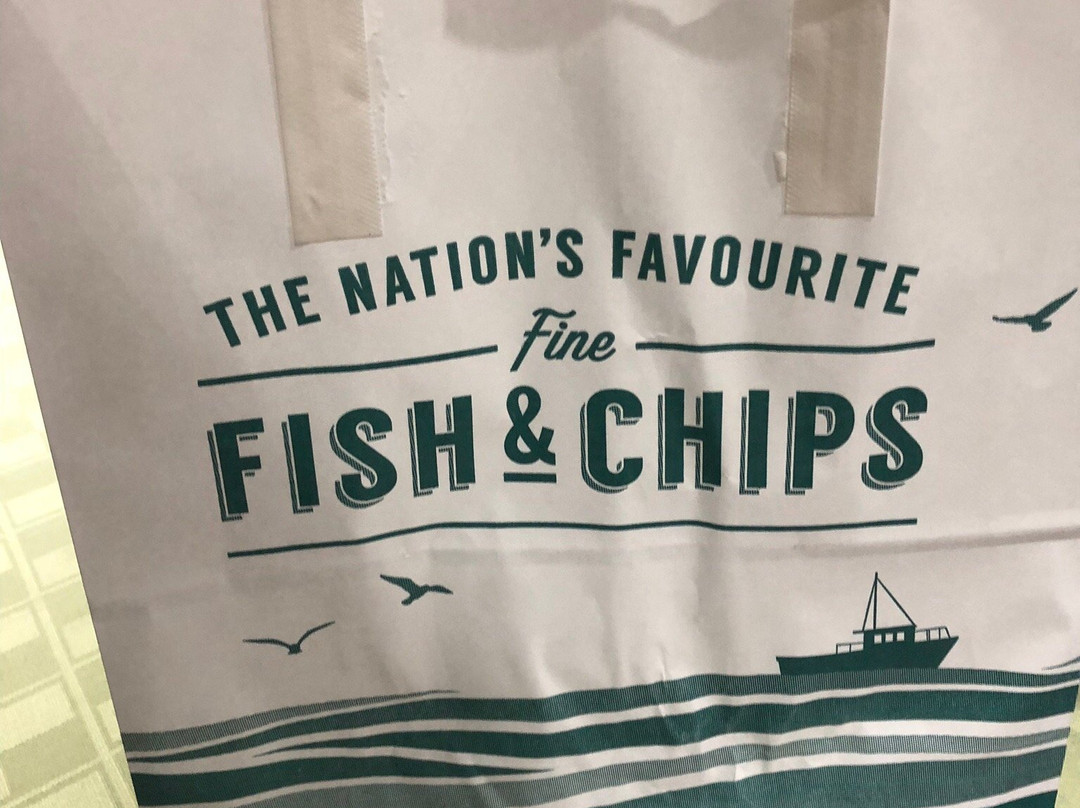 THE NATION'S FAVOURITE
Fine
FISH & CHIPS